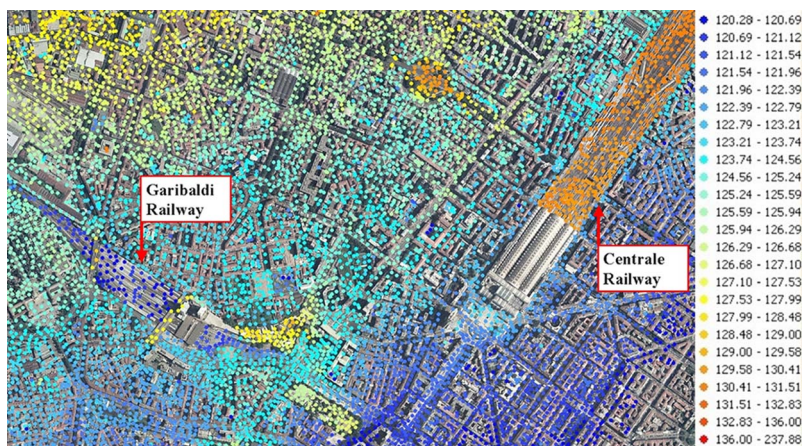 Garibaldi
Railway
Centrale
Railway
120.28 - 120.69
120.69 - 121.12
121.12 - 121.54
121.54 - 121.96
121.96 - 122.39
122.39 - 122.79
122.79 - 123.21
123.21 - 123.74
123.74 - 124.56
124.56 - 125.24
125.24 - 125.59
125.59 - 125.94
125.94 - 126.29
126.29 - 126.68
126.68 - 127.10
127.10 - 127.53
127.53 - 127.99
127.99 - 128.48
128.48 - 129.00
129.00 - 129.58
129.58 - 130.41
130.41 - 131.51
131.51 - 132.83
132.83 - 136.00
136.00 - 237.82